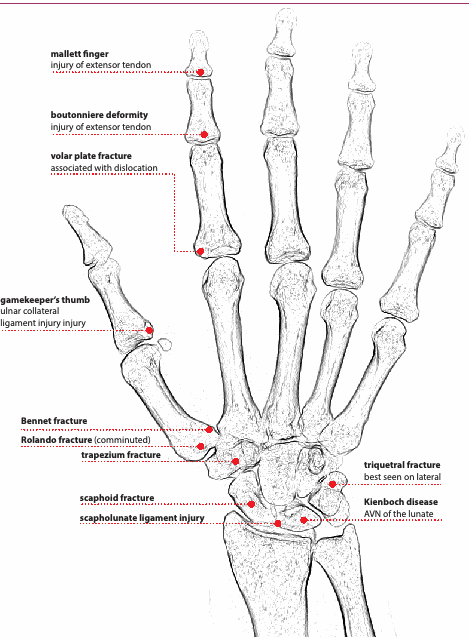 mallett finger
injury of extensor tendon
boutonniere deformity
injury of extensor tendon
volar plate fracture
associated with dislocation
gamekeeper's thumb
ulnar collateral
ligament injury injury
Bennet fracture
Rolando fracture (comminuted)
trapezium fracture
triquetral fracture
best seen on lateral
scaphoid fracture
Kienboch disease
AVN of the lunate
scapholunate ligament injury